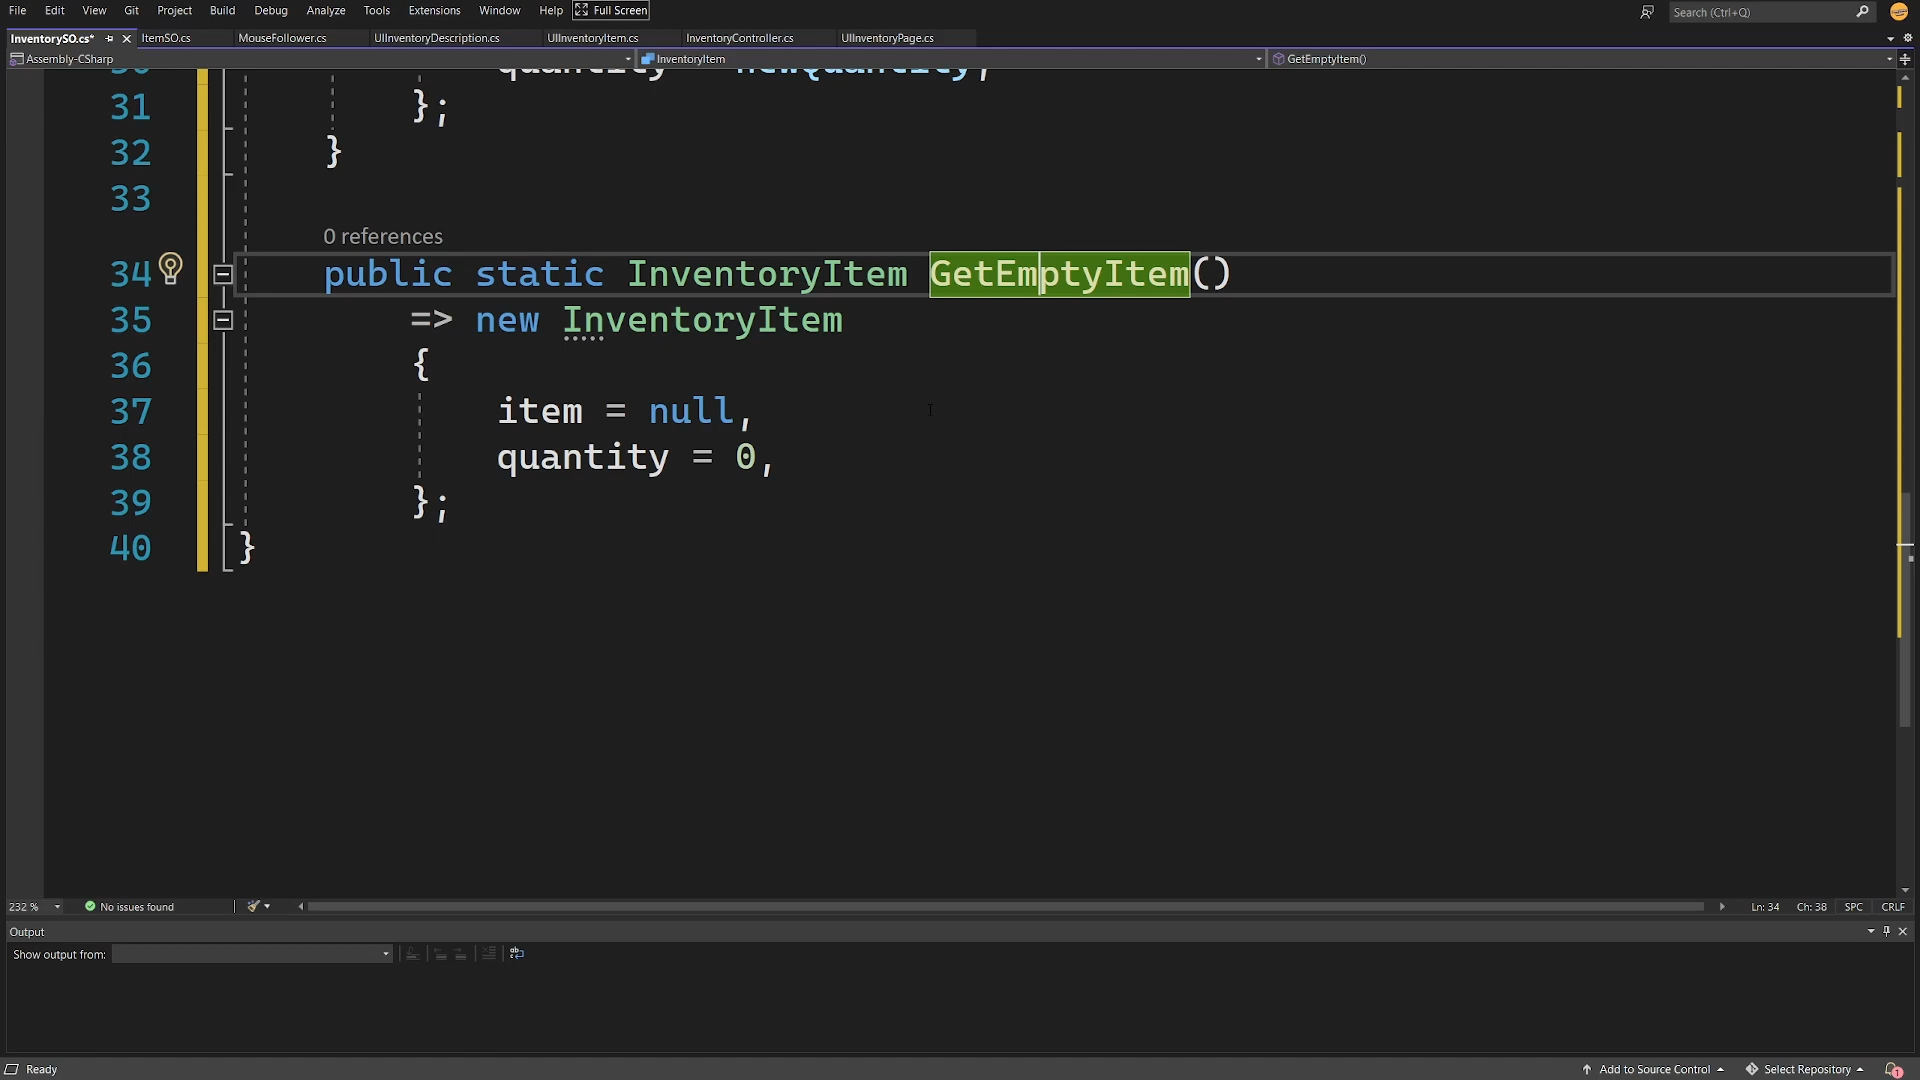 File Edit View Git Project Build Debug Analyze Tools Extensions Window Help Full Screen Search (Ctrl+Q)
InventorySO.cs* ItemSO.cs MouseFollower.cs UIInventoryDescription.cs UIInventoryItem.cs InventoryController.cs UIInventoryPage.cs
Assembly-CSharp InventoryItem GetEmptyItem()
30 quantity = newQuantity,
31 };
32 }
33
0 references
34 public static InventoryItem GetEmptyItem()
35 => new InventoryItem
36 {
37 item = null,
38 quantity = 0,
39 };
40 }
232 % No issues found Ln: 34 Ch: 38 SPC CRLF
Output
Show output from:
Ready Add to Source Control Select Repository 1